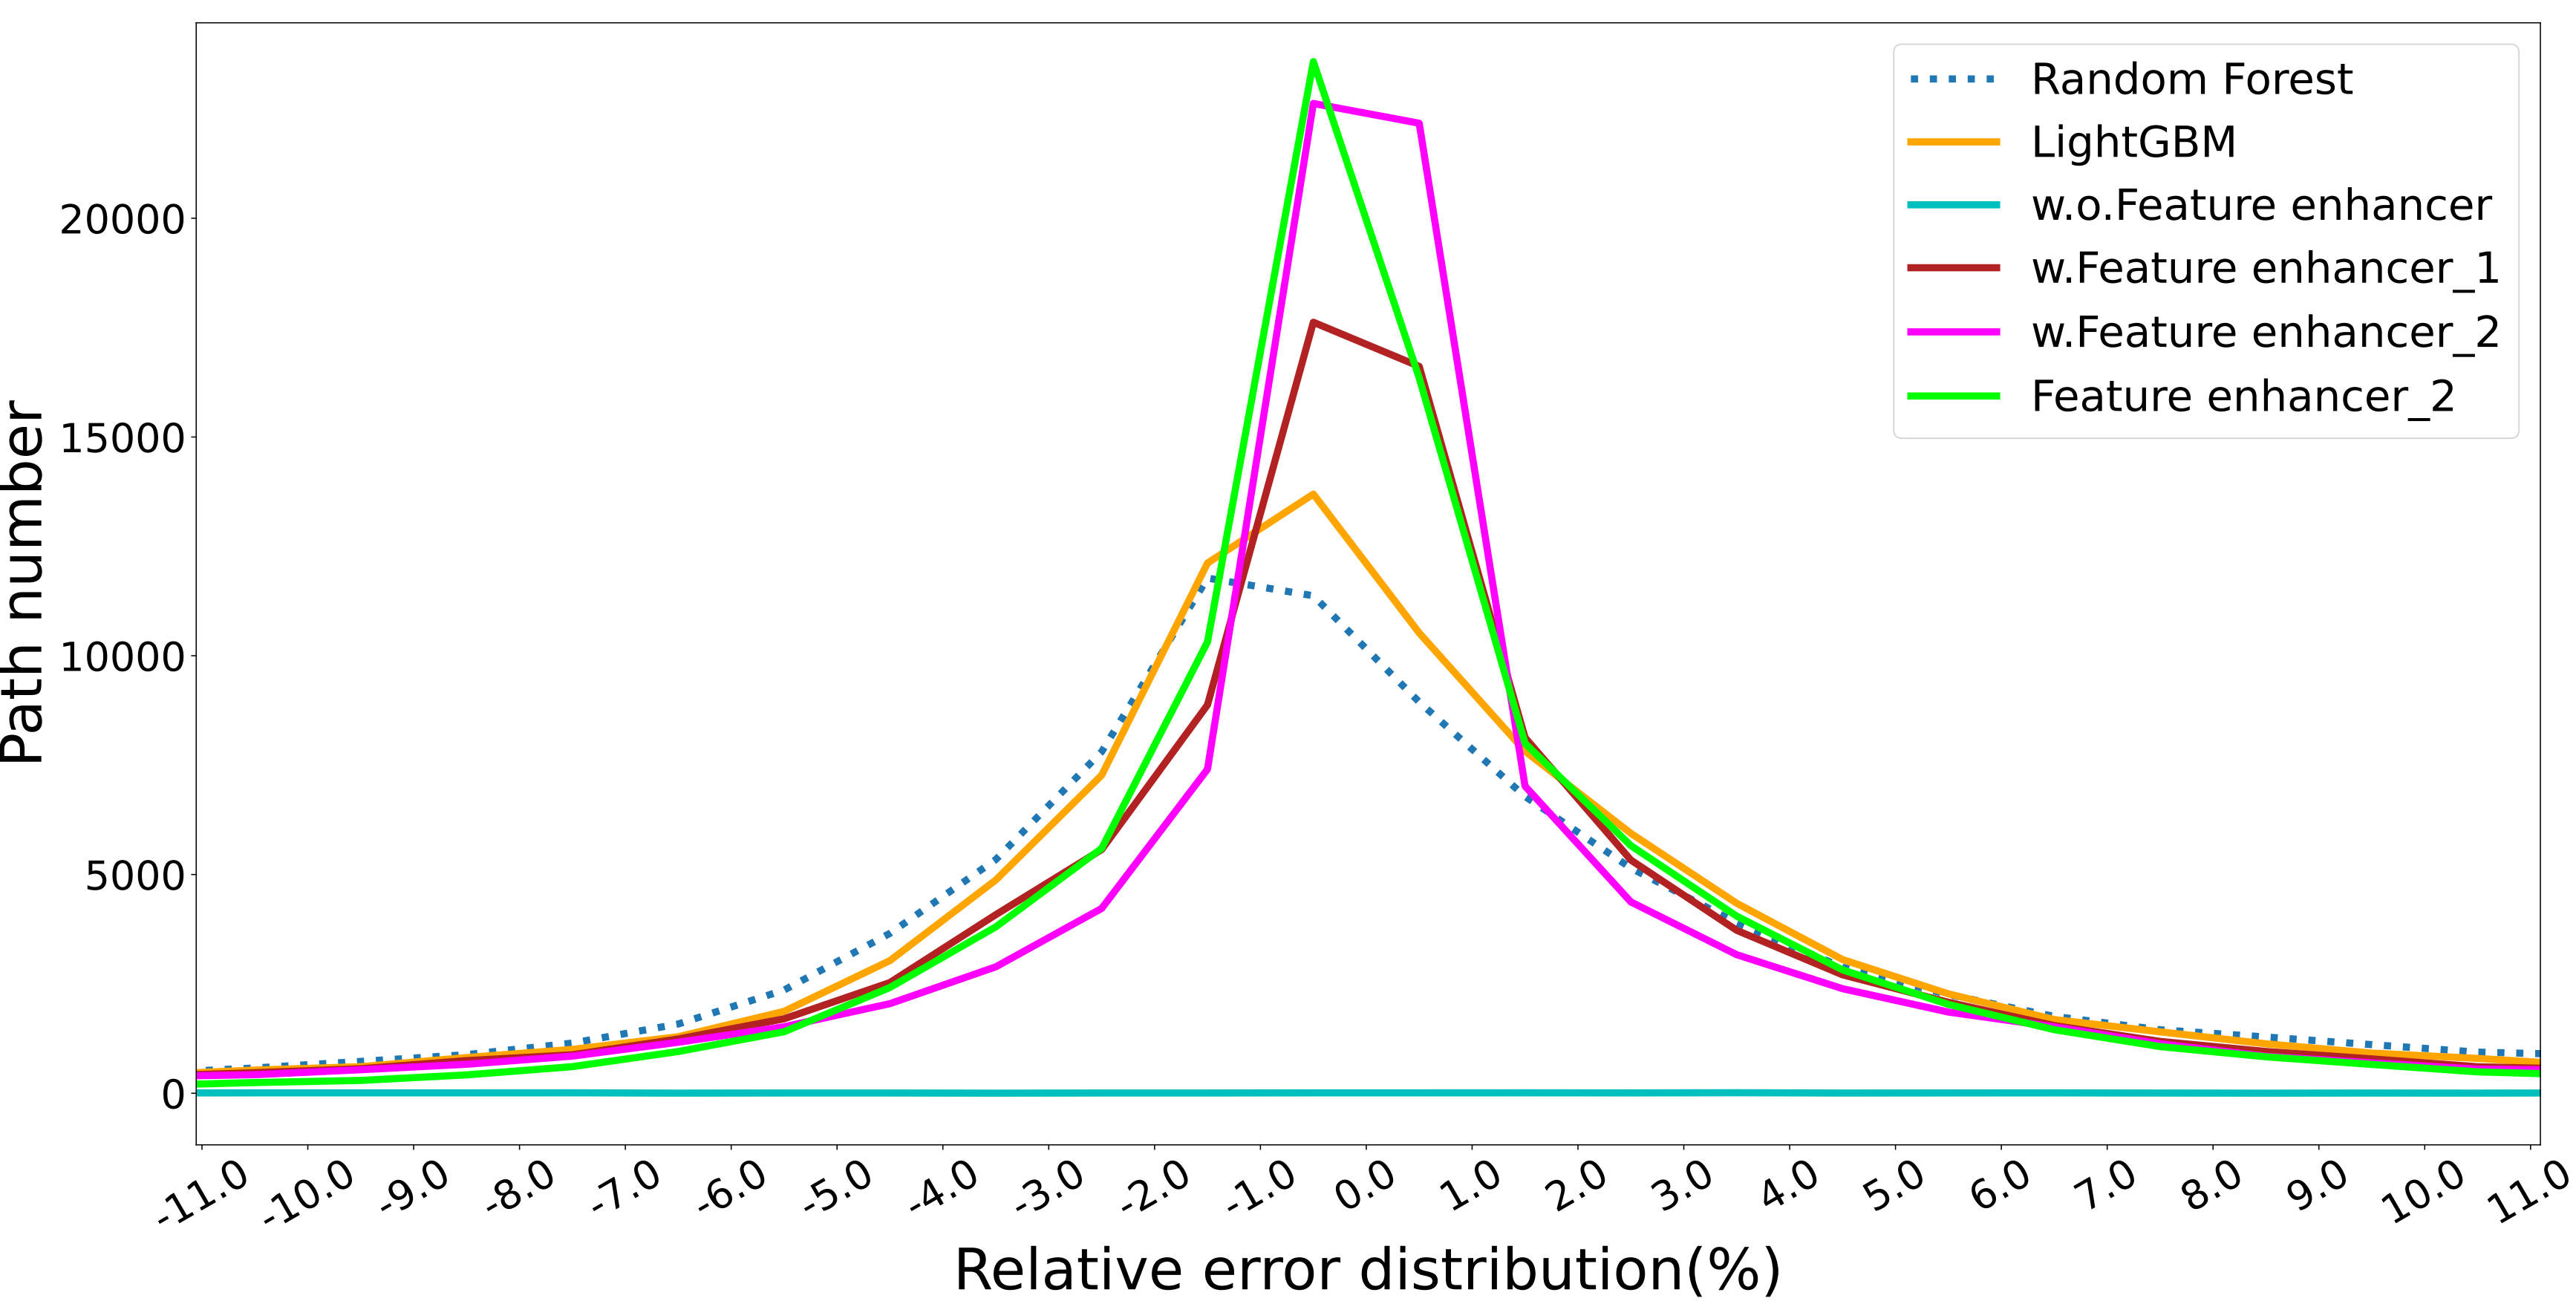 Random Forest
LightGBM
w.o.Feature enhancer
w.Feature enhancer_1
w.Feature enhancer_2
Feature enhancer_2
Path number
20000
15000
10000
5000
0
-11.0 -10.0 -9.0 -8.0 -7.0 -6.0 -5.0 -4.0 -3.0 -2.0 -1.0 0.0 1.0 2.0 3.0 4.0 5.0 6.0 7.0 8.0 9.0 10.0 11.0
Relative error distribution(%)